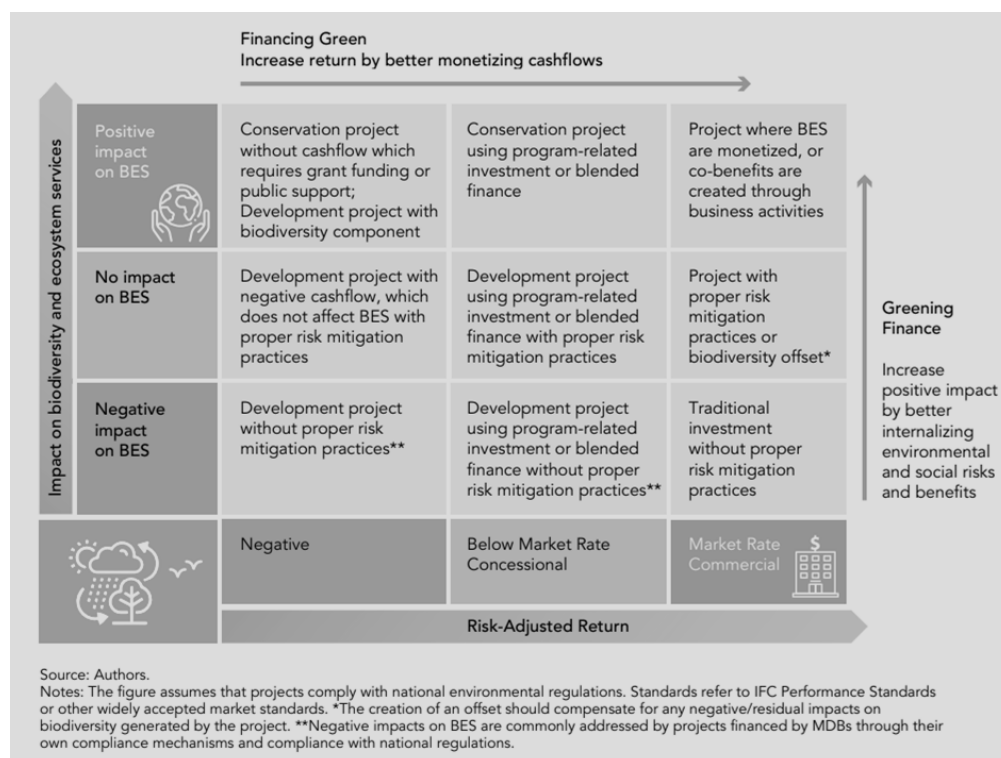 Financing Green
Increase return by better monetizing cashflows
Impact on biodiversity and ecosystem services
Positive
impact
on BES
Conservation project
without cashflow which
requires grant funding or
public support;
Development project with
biodiversity component
Conservation project
using program-related
investment or blended
finance
Project where BES
are monetized, or
co-benefits are
created through
business activities
No impact
on BES
Development project with
negative cashflow, which
does not affect BES with
proper risk mitigation
practices
Development project
using program-related
investment or blended
finance with proper risk
mitigation practices
Project with
proper risk
mitigation
practices or
biodiversity offset*
Negative
impact
on BES
Development project
without proper risk
mitigation practices**
Development project
using program-related
investment or blended
finance without proper
risk mitigation practices**
Traditional
investment
without proper
risk mitigation
practices
Greening
Finance
Increase
positive impact
by better
internalizing
environmental
and social risks
and benefits
Negative
Below Market Rate
Concessional
Market Rate
Commercial
$
Risk-Adjusted Return
Source: Authors.
Notes: The figure assumes that projects comply with national environmental regulations. Standards refer to IFC Performance Standards
or other widely accepted market standards. *The creation of an offset should compensate for any negative/residual impacts on
biodiversity generated by the project. **Negative impacts on BES are commonly addressed by projects financed by MDBs through their
own compliance mechanisms and compliance with national regulations.